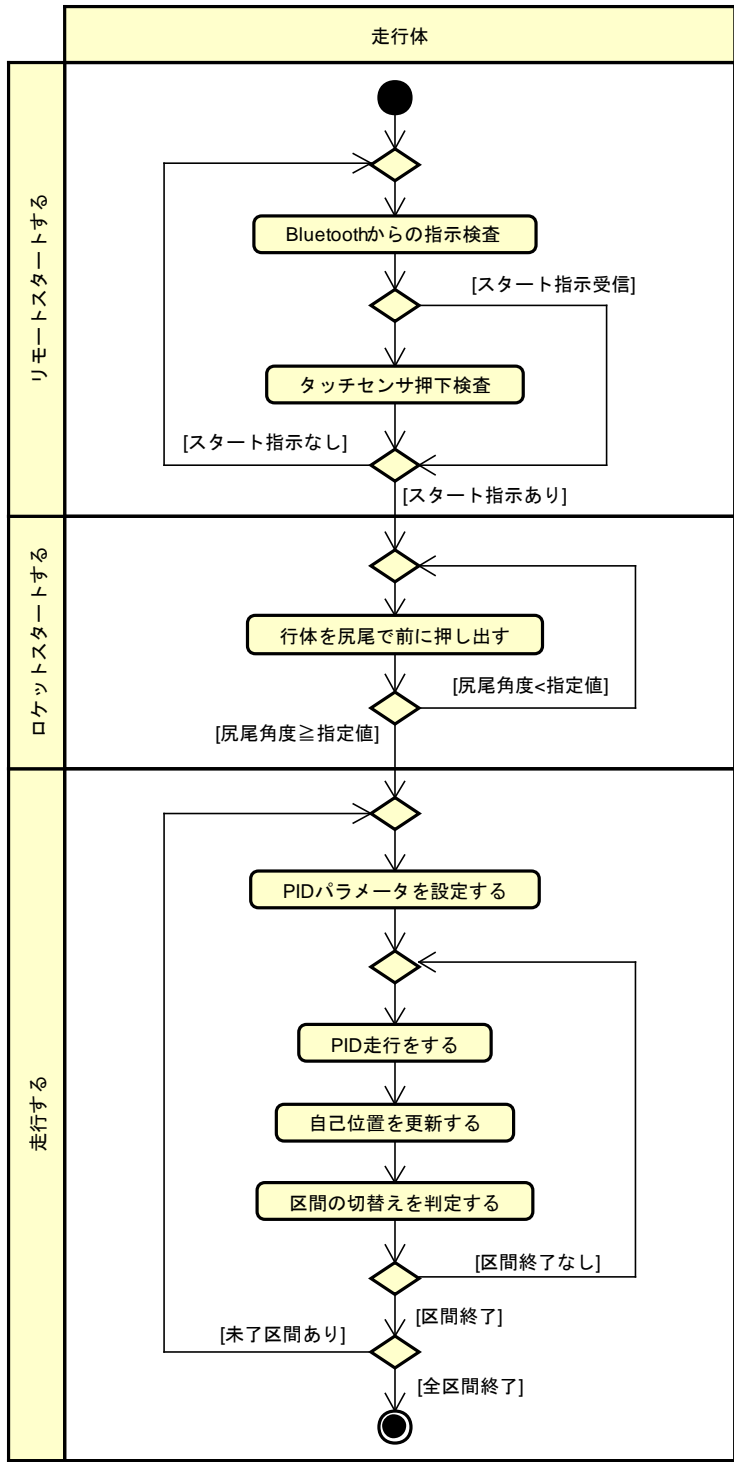 走行体
リモートスタートする
Bluetoothからの指示検査
[スタート指示受信]
タッチセンサ押下検査
[スタート指示なし]
[スタート指示あり]
ロケットスタートする
行体を尻尾で前に押し出す
[尻尾角度<指定値]
[尻尾角度≧指定値]
走行する
PIDパラメータを設定する
PID走行をする
自己位置を更新する
区間の切替えを判定する
[区間終了なし]
[区間終了]
[未了区間あり]
[全区間終了]